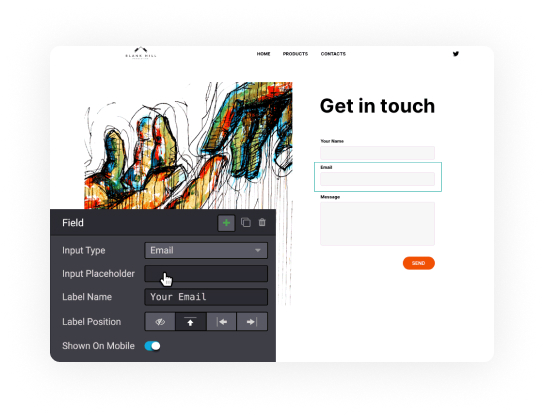 BLANK HILL
HOME PRODUCTS CONTACTS
Get in touch
Your Name
Email
Message
SEND
Field
Input Type Email
Input Placeholder
Label Name Your Email
Label Position
Shown On Mobile